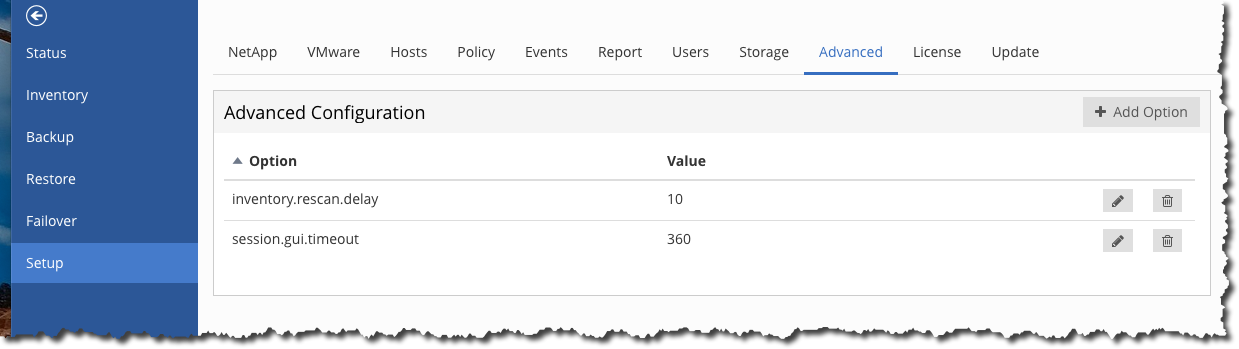 Status
Inventory
Backup
Restore
Failover
Setup
NetApp VMware Hosts Policy Events Report Users Storage Advanced License Update
Advanced Configuration + Add Option
Option Value
inventory.rescan.delay 10
session.gui.timeout 360